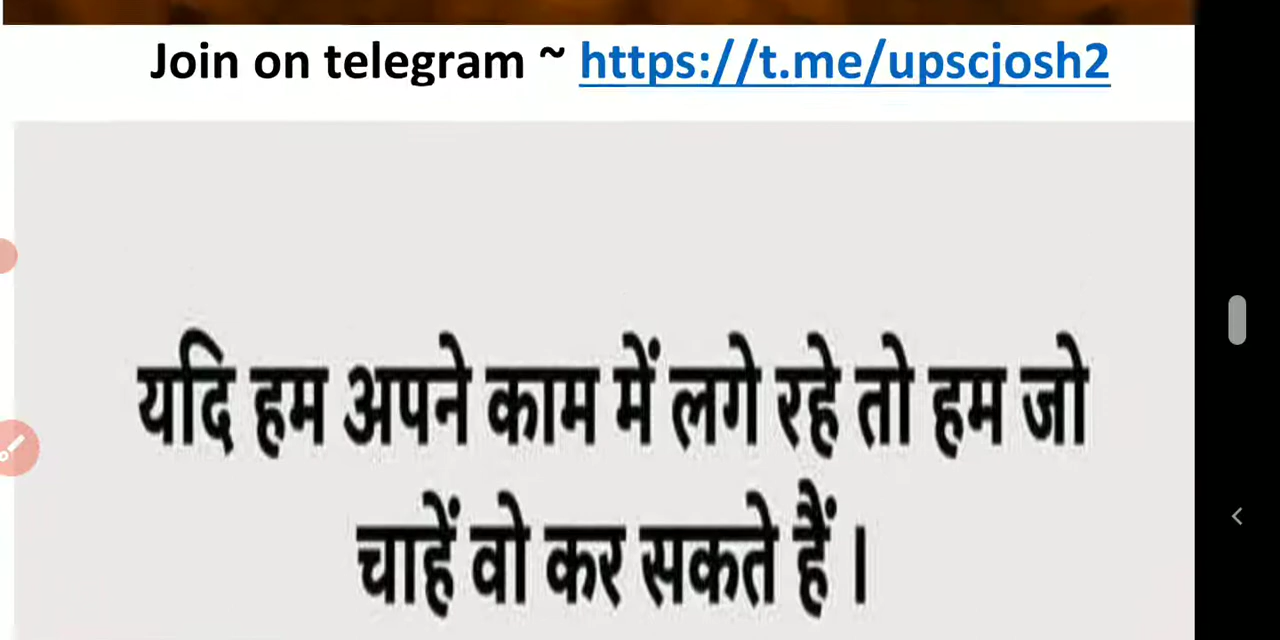 Join on telegram ~ https://t.me/upscjosh2
यदि हम अपने काम में लगे रहे तो हम जो
चाहें वो कर सकते हैं ।